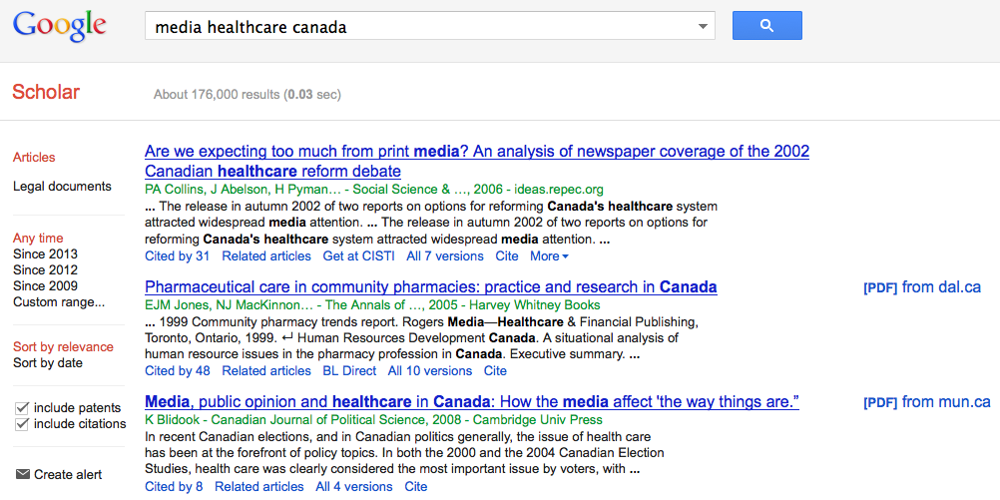 Google
media healthcare canada
Scholar
About 176,000 results (0.03 sec)
Articles
Legal documents
Any time
Since 2013
Since 2012
Since 2009
Custom range...
Sort by relevance
Sort by date
include patents
include citations
Create alert
Are we expecting too much from print media? An analysis of newspaper coverage of the 2002
Canadian healthcare reform debate
PA Collins, J Abelson, H Pyman… - Social Science & …, 2006 - ideas.repec.org
... The release in autumn 2002 of two reports on options for reforming Canada's healthcare system
attracted widespread media attention. ... The release in autumn 2002 of two reports on options for
reforming Canada's healthcare system attracted widespread media attention. ...
Cited by 31 Related articles Get at CISTI All 7 versions Cite More
Pharmaceutical care in community pharmacies: practice and research in Canada
[PDF] from dal.ca
EJM Jones, NJ MacKinnon… - The Annals of …, 2005 - Harvey Whitney Books
... 1999 Community pharmacy trends report. Rogers Media—Healthcare & Financial Publishing,
Toronto, Ontario, 1999. ↵ Human Resources Development Canada. A situational analysis of
human resource issues in the pharmacy profession in Canada. Executive summary. ...
Cited by 48 Related articles BL Direct All 10 versions Cite
Media, public opinion and healthcare in Canada: How the media affect 'the way things are.”
[PDF] from mun.ca
K Blidook - Canadian Journal of Political Science, 2008 - Cambridge Univ Press
In recent Canadian elections, and in Canadian politics generally, the issue of health care
has been at the forefront of policy topics. In both the 2000 and the 2004 Canadian Election
Studies, health care was clearly considered the most important issue by voters, with ...
Cited by 8 Related articles All 4 versions Cite